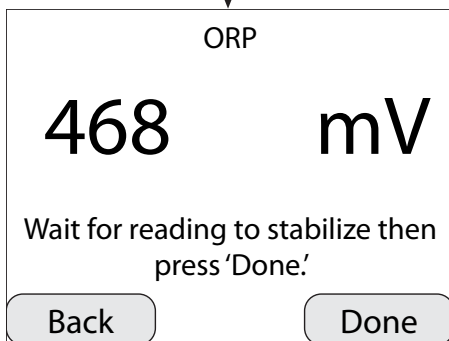 ORP
468 mV
Wait for reading to stabilize then
press ‘Done.’
Back Done